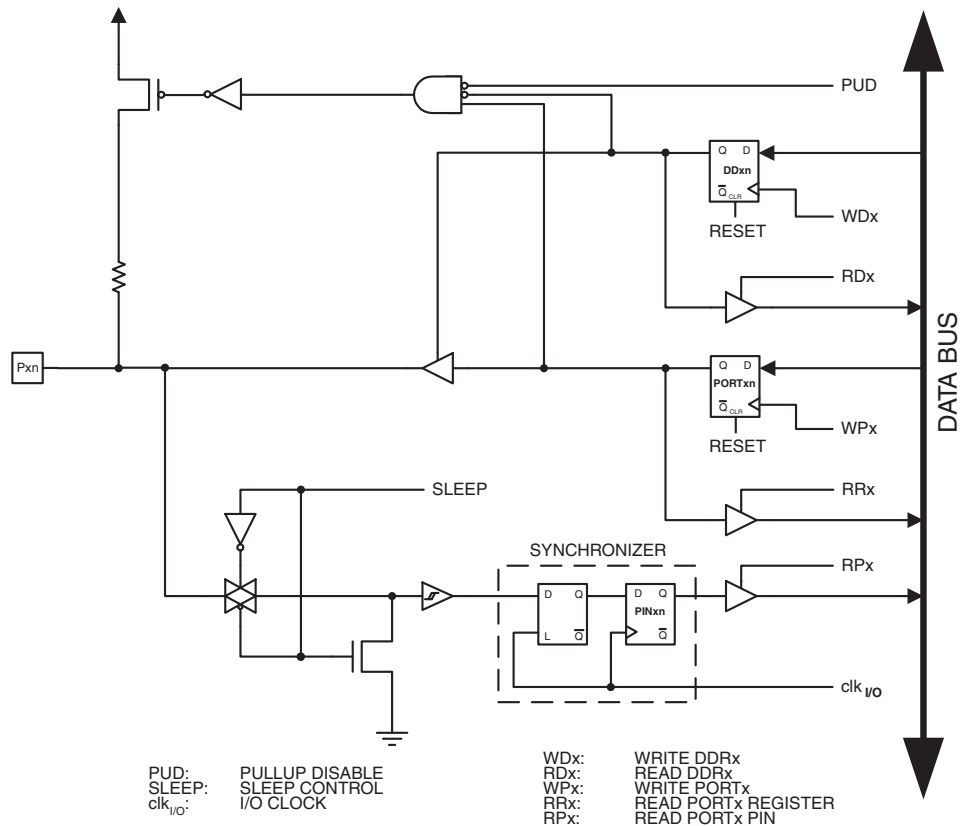 PUD
Q D
DDxn
Q CLR
WDx
RESET
RDx
Pxn
Q D
PORTxn
Q CLR
WPx
RESET
DATA BUS
SLEEP
RRx
SYNCHRONIZER
RPx
D Q
L Q
D Q
PINxn
Q
clk I/O
PUD: PULLUP DISABLE
SLEEP: SLEEP CONTROL
clkI/O: I/O CLOCK
WDx: WRITE DDRx
RDx: READ DDRx
WPx: WRITE PORTx
RRx: READ PORTx REGISTER
RPx: READ PORTx PIN